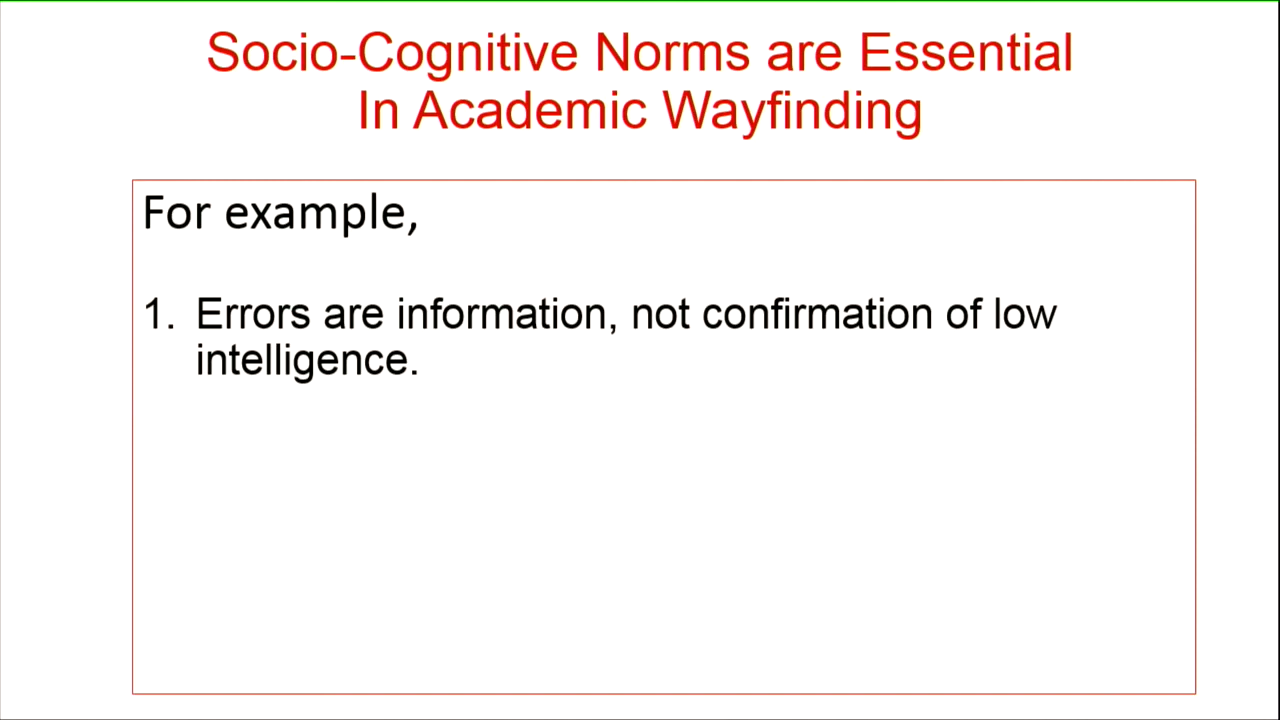 Socio-Cognitive Norms are Essential
In Academic Wayfinding
For example,
1. Errors are information, not confirmation of low
intelligence.